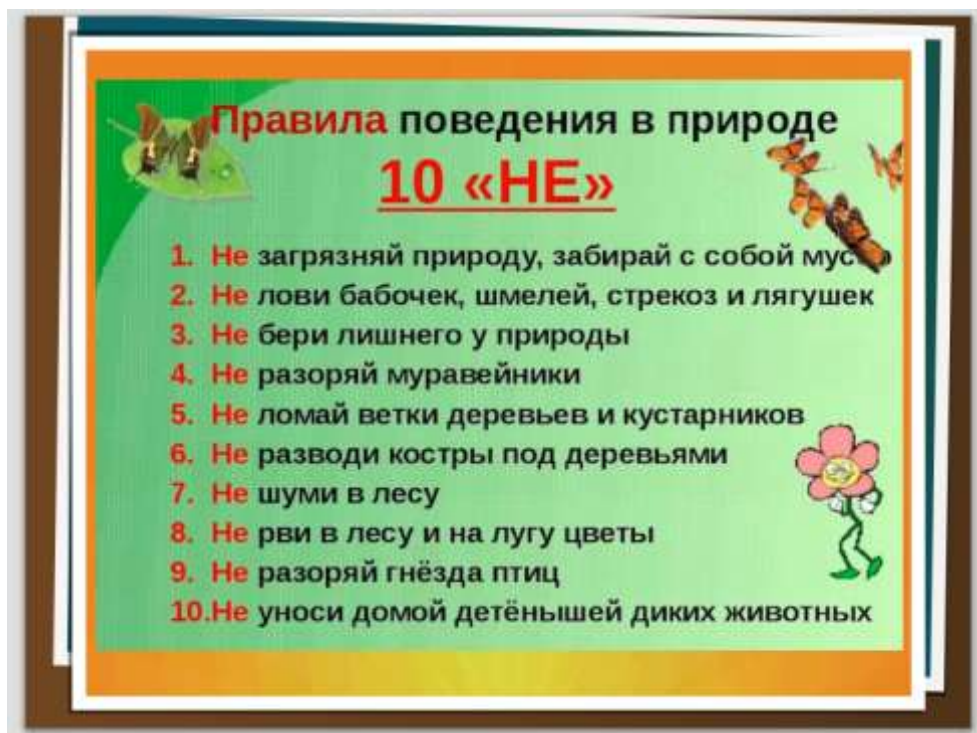 Правила поведения в природе
10 «НЕ»
1. Не загрязняй природу, забирай с собой мусор
2. Не лови бабочек, шмелей, стрекоз и лягушек
3. Не бери лишнего у природы
4. Не разоряй муравейники
5. Не ломай ветки деревьев и кустарников
6. Не разводи костры под деревьями
7. Не шуми в лесу
8. Не рви в лесу и на лугу цветы
9. Не разоряй гнёзда птиц
10.Не уноси домой детёнышей диких животных